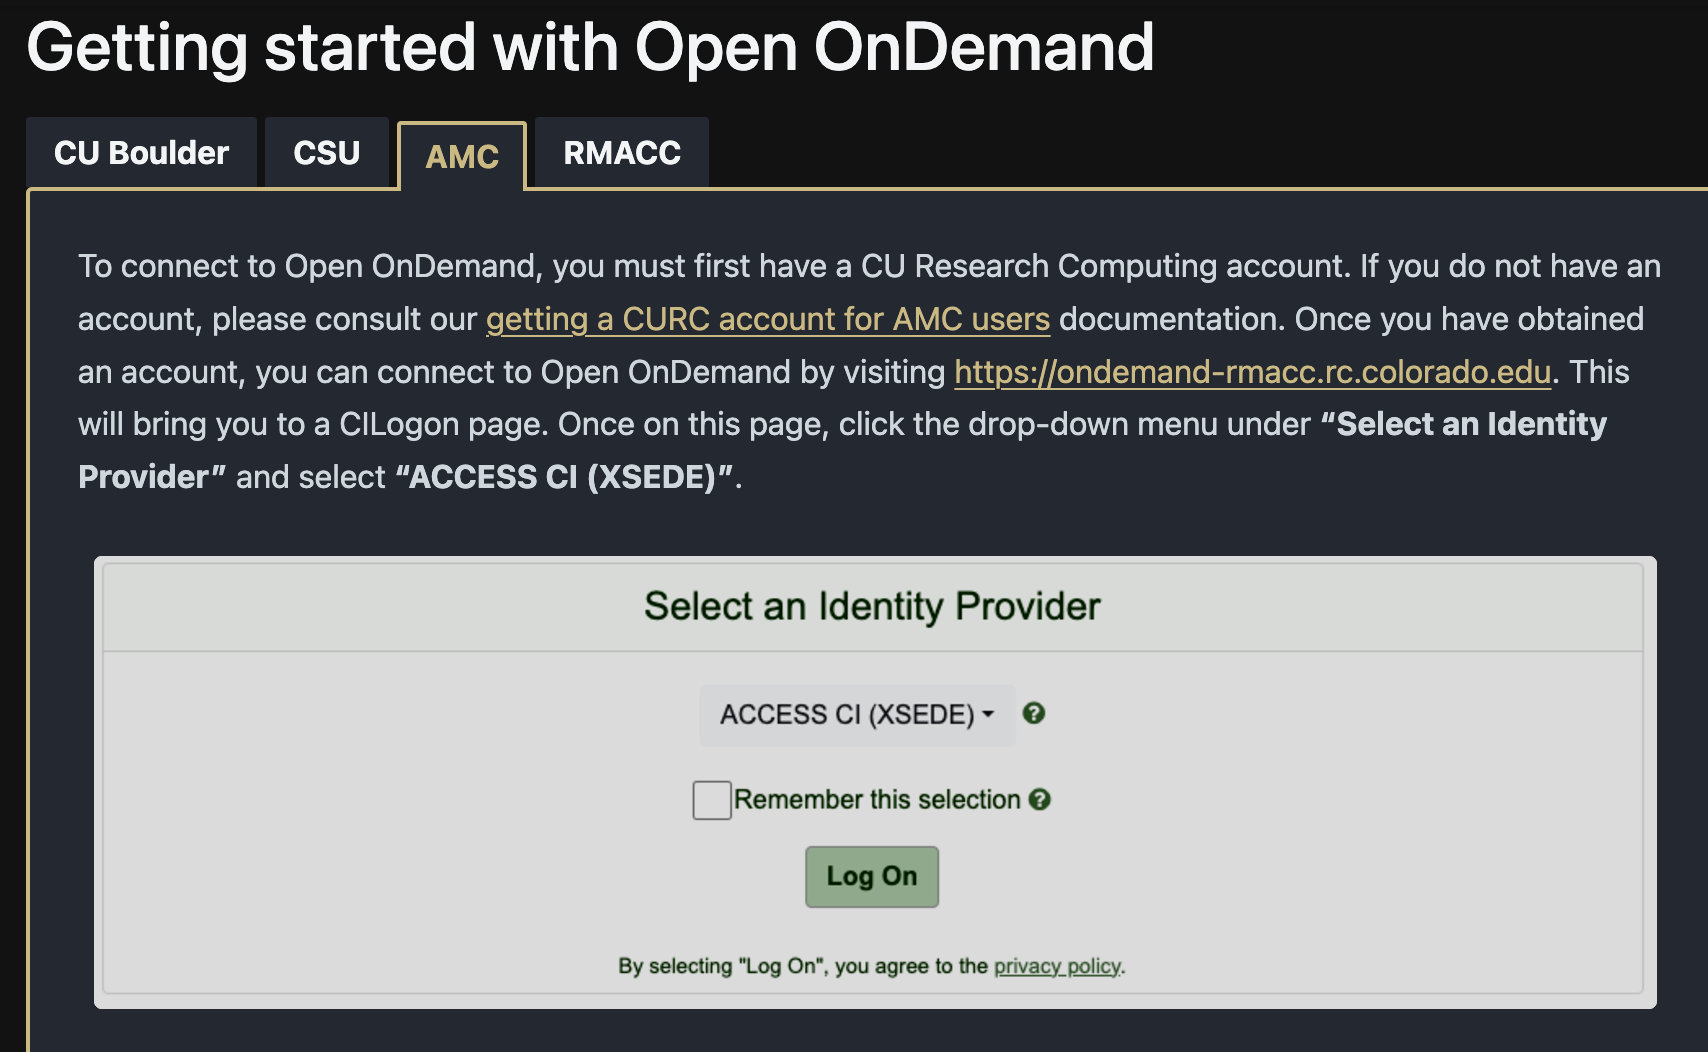 Getting started with Open OnDemand
CU Boulder
CSU
AMC
RMACC
To connect to Open OnDemand, you must first have a CU Research Computing account. If you do not have an
account, please consult our getting a CURC account for AMC users documentation. Once you have obtained
an account, you can connect to Open OnDemand by visiting https://ondemand-rmacc.rc.colorado.edu. This
will bring you to a CILogon page. Once on this page, click the drop-down menu under “Select an Identity
Provider” and select “ACCESS CI (XSEDE)”.
Select an Identity Provider
ACCESS CI (XSEDE)
Remember this selection
Log On
By selecting "Log On", you agree to the privacy policy.